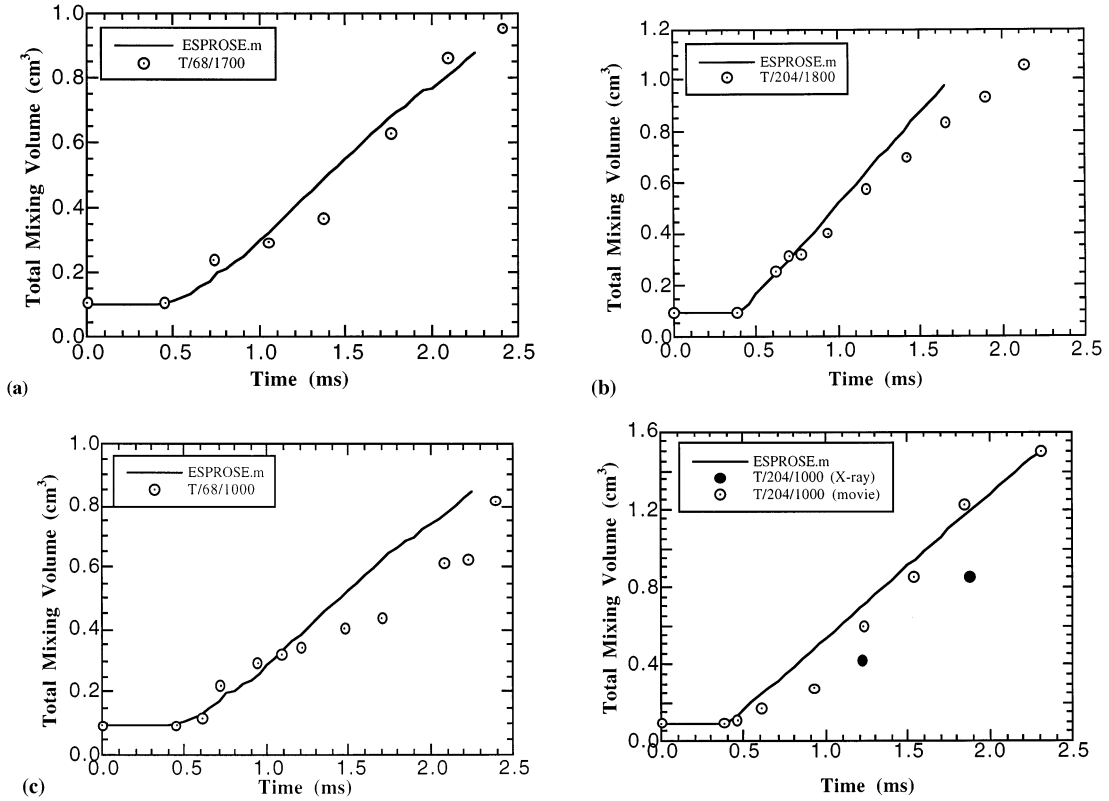 1.0
0.8
0.6
0.4
0.2
0.0
Total Mixing Volume (cm³)
ESPROSE.m
T/68/1700
0.0 0.5 1.0 1.5 2.0 2.5
Time (ms)
(a)
1.2
1.0
0.8
0.6
0.4
0.2
0.0
Total Mixing Volume (cm³)
ESPROSE.m
T/204/1800
0.0 0.5 1.0 1.5 2.0 2.5
Time (ms)
(b)
1.0
0.8
0.6
0.4
0.2
0.0
Total Mixing Volume (cm³)
ESPROSE.m
T/68/1000
0.0 0.5 1.0 1.5 2.0 2.5
Time (ms)
(c)
1.6
1.2
0.8
0.4
0.0
Total Mixing Volume (cm³)
ESPROSE.m
T/204/1000 (X-ray)
T/204/1000 (movie)
0.0 0.5 1.0 1.5 2.0 2.5
Time (ms)